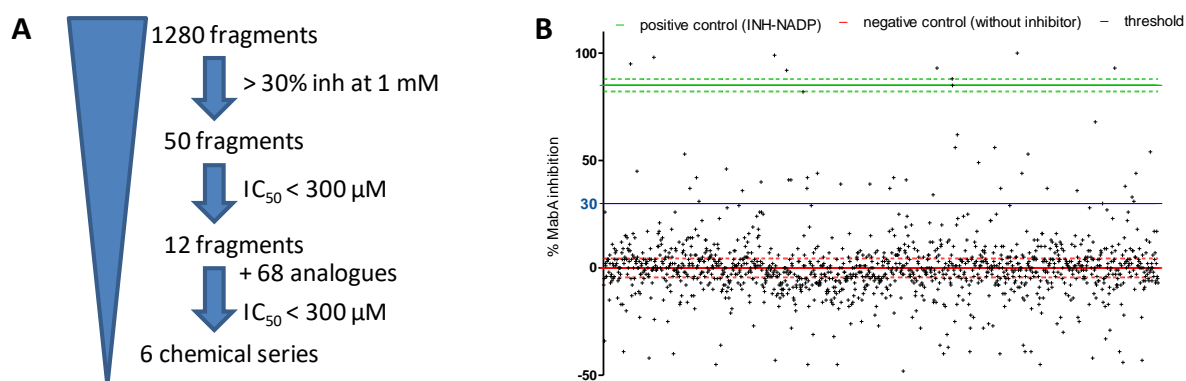 A
1280 fragments
> 30% inh at 1 mM
50 fragments
IC50 < 300 µM
12 fragments
+ 68 analogues
IC50 < 300 µM
6 chemical series
B
positive control (INH-NADP) negative control (without inhibitor) threshold
% MabA inhibition
100
50
30
0
-50